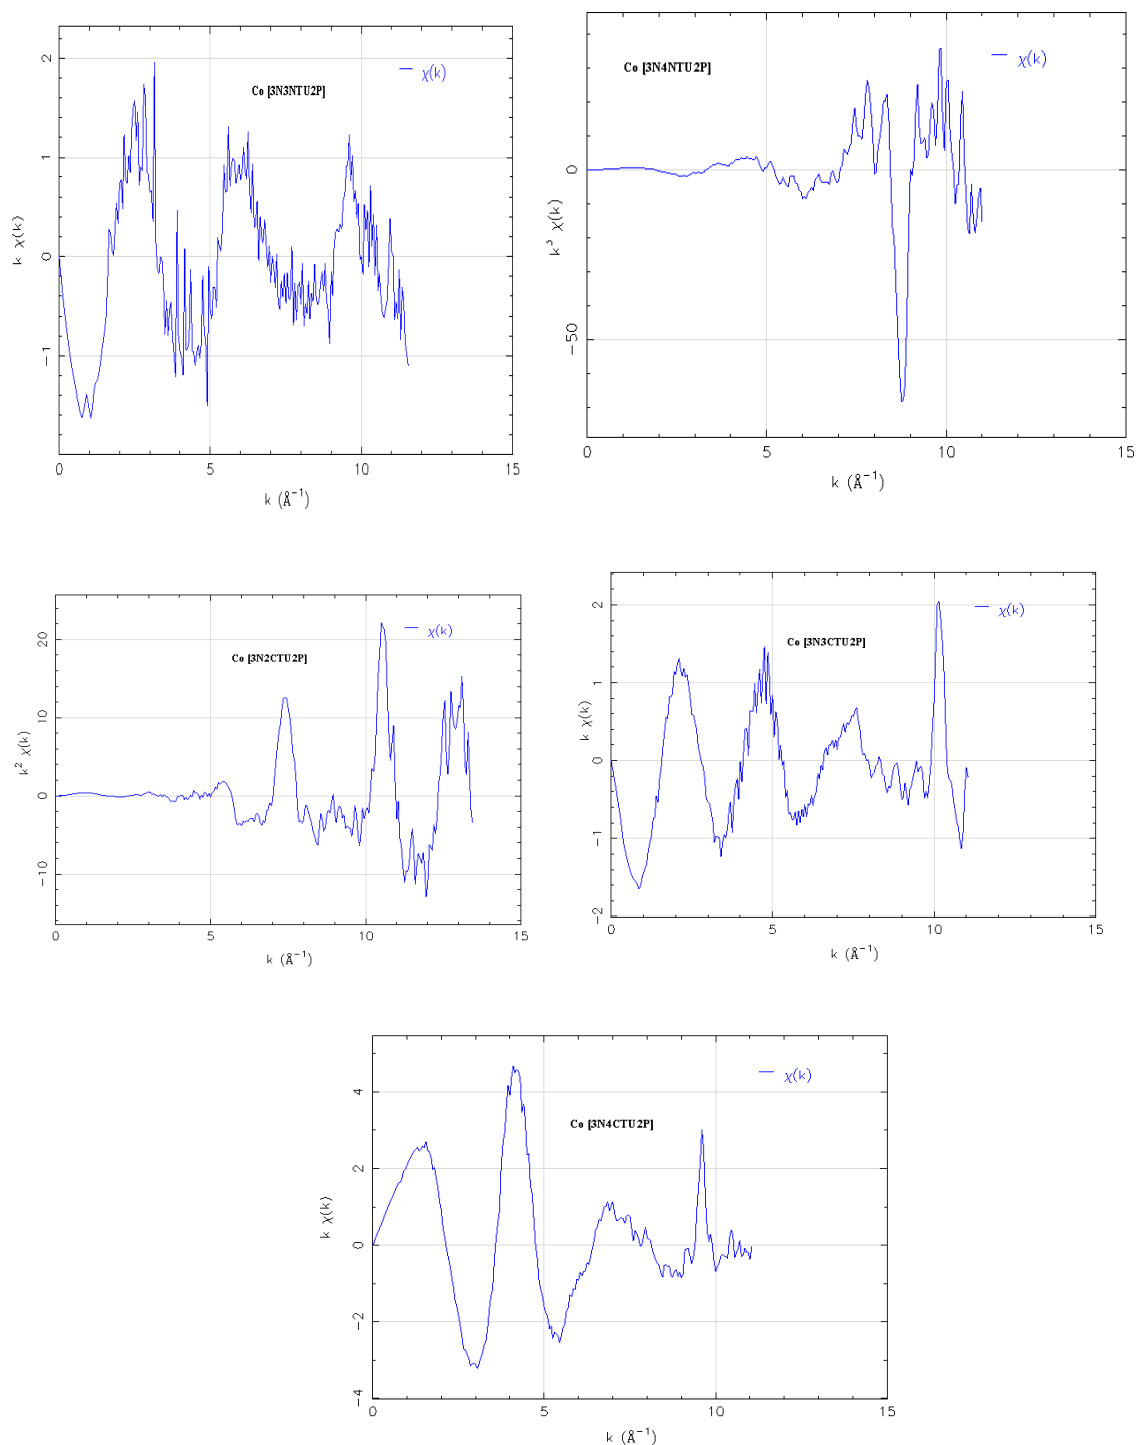 χ(k)
Co [3N3NTU2P]
k χ(k)
2
1
0
−1
0 5 10 15
k (Å⁻¹)
χ(k)
Co [3N4NTU2P]
k³ χ(k)
0
−50
0 5 10 15
k (Å⁻¹)
χ(k)
Co [3N2CTU2P]
k² χ(k)
20
10
0
−10
0 5 10 15
k (Å⁻¹)
χ(k)
Co [3N3CTU2P]
k χ(k)
2
1
0
−1
−2
0 5 10 15
k (Å⁻¹)
χ(k)
Co [3N4CTU2P]
k χ(k)
4
2
0
−2
−4
0 5 10 15
k (Å⁻¹)